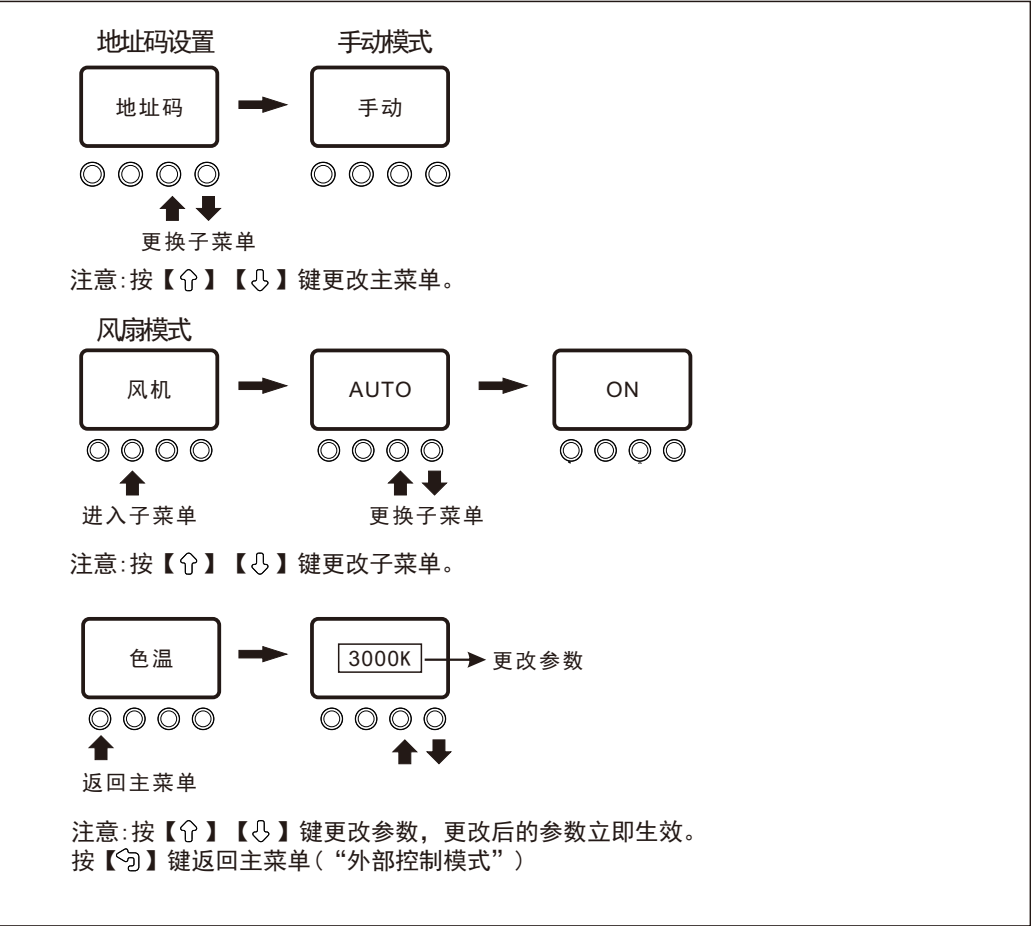 地址码设置 手动模式
地址码 手动
更换子菜单
注意:按【⇧】【⇩】键更改主菜单。
风扇模式
风机 AUTO ON
进入子菜单 更换子菜单
注意:按【⇧】【⇩】键更改子菜单。
色温 3000K 更改参数
返回主菜单
注意:按【⇧】【⇩】键更改参数，更改后的参数立即生效。
按【↰】键返回主菜单(“外部控制模式”)